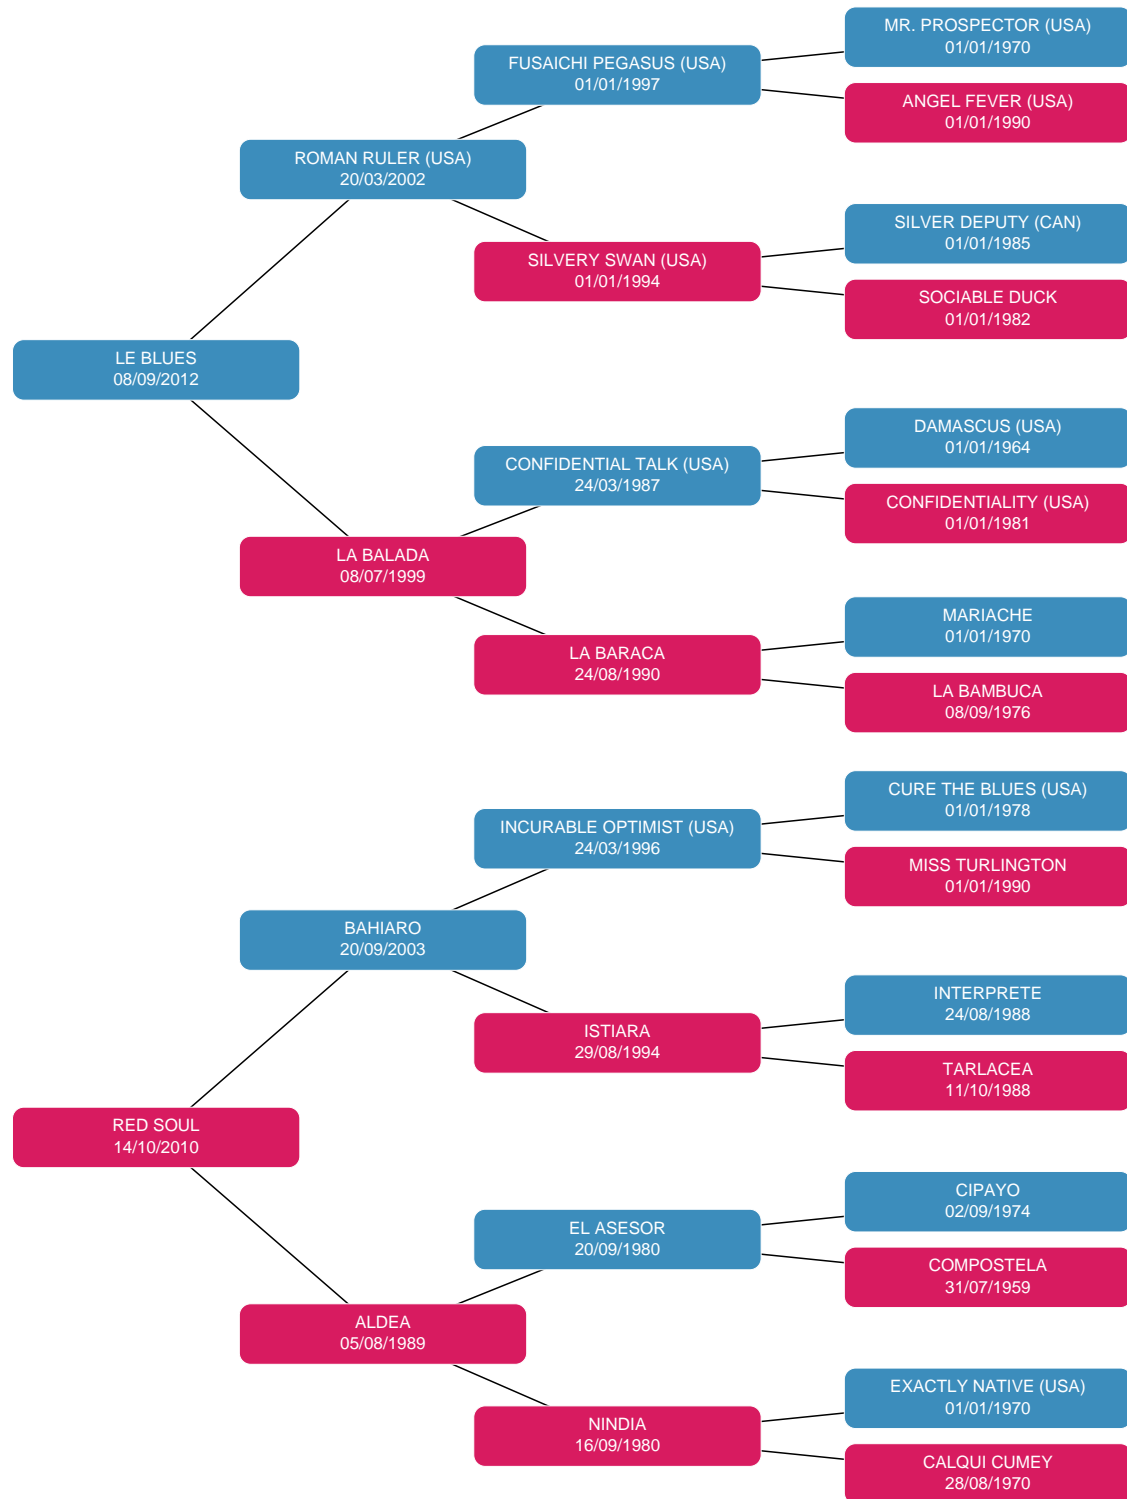 MR. PROSPECTOR (USA)
01/01/1970
FUSAICHI PEGASUS (USA)
01/01/1997
ANGEL FEVER (USA)
01/01/1990
ROMAN RULER (USA)
20/03/2002
SILVER DEPUTY (CAN)
01/01/1985
SILVERY SWAN (USA)
01/01/1994
SOCIABLE DUCK
01/01/1982
LE BLUES
08/09/2012
DAMASCUS (USA)
01/01/1964
CONFIDENTIAL TALK (USA)
24/03/1987
CONFIDENTIALITY (USA)
01/01/1981
LA BALADA
08/07/1999
MARIACHE
01/01/1970
LA BARACA
24/08/1990
LA BAMBUCA
08/09/1976
CURE THE BLUES (USA)
01/01/1978
INCURABLE OPTIMIST (USA)
24/03/1996
MISS TURLINGTON
01/01/1990
BAHIARO
20/09/2003
INTERPRETE
24/08/1988
ISTIARA
29/08/1994
TARLACEA
11/10/1988
RED SOUL
14/10/2010
CIPAYO
02/09/1974
EL ASESOR
20/09/1980
COMPOSTELA
31/07/1959
ALDEA
05/08/1989
EXACTLY NATIVE (USA)
01/01/1970
NINDIA
16/09/1980
CALQUI CUMEY
28/08/1970